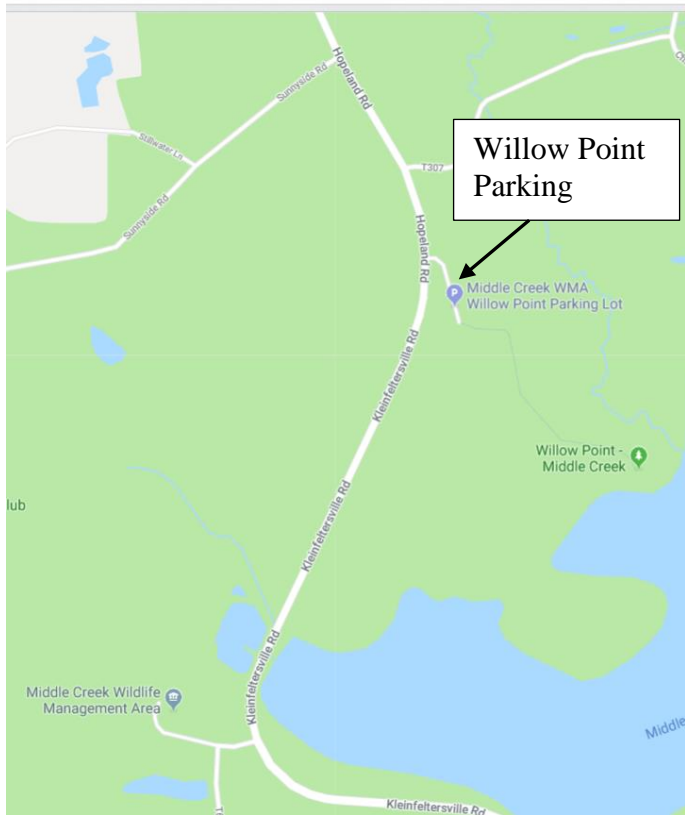 Hopeland Rd
Sunnyside Rd
Stillwater Ln
T307
Willow Point
Parking
Sunnyside Rd
Hopeland Rd
Middle Creek WMA
Willow Point Parking Lot
Kleinfeltersville Rd
Willow Point -
Middle Creek
Kleinfeltersville Rd
lub
Kleinfeltersville Rd
Middle Creek Wildlife
Management Area
Middle
Kleinfeltersville Rd